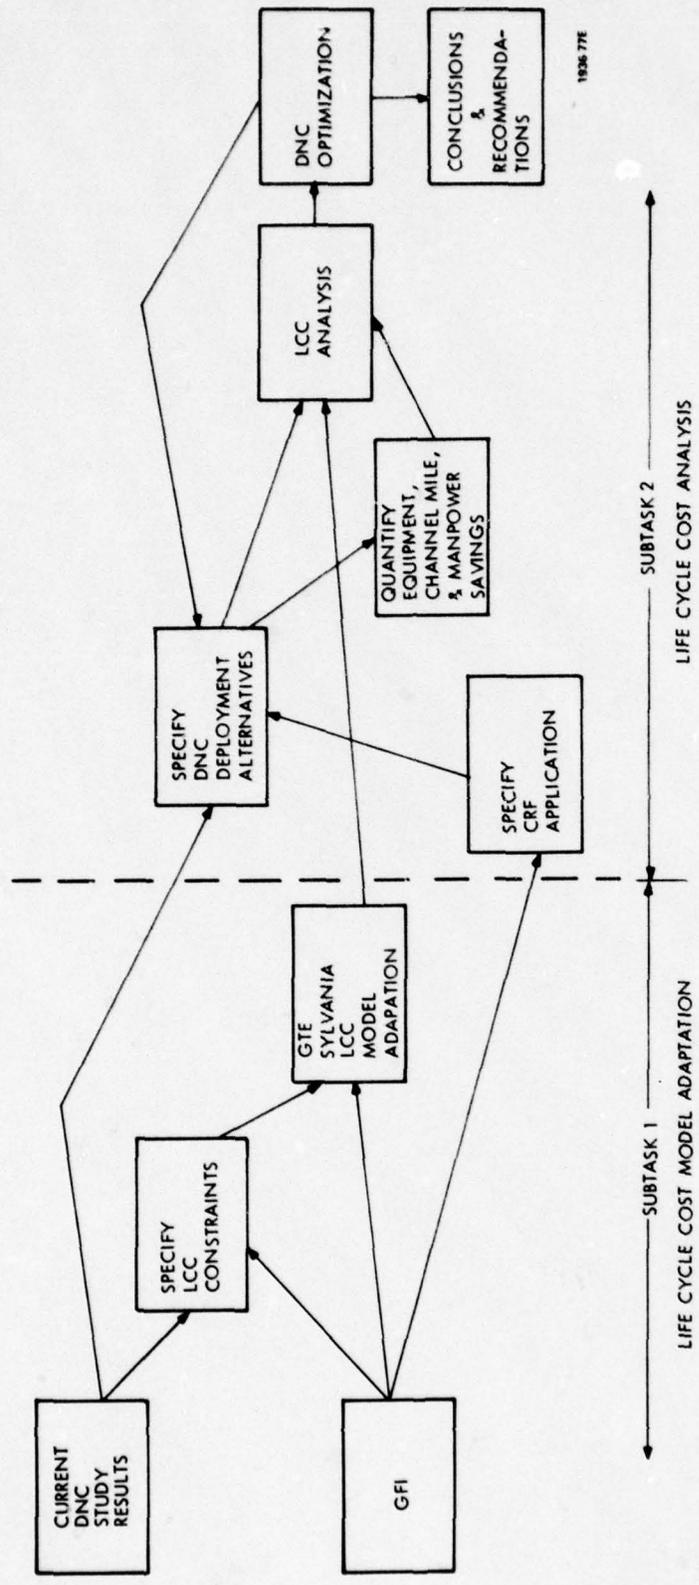 CURRENT
DNC
STUDY
RESULTS
GFI
SPECIFY
LCC
CONSTRAINTS
GTE
SYLVANIA
LCC
MODEL
ADAPATION
SPECIFY
DNC
DEPLOYMENT
ALTERNATIVES
SPECIFY
CRF
APPLICATION
QUANTIFY
EQUIPMENT,
CHANNEL MILE,
& MANPOWER
SAVINGS
LCC
ANALYSIS
DNC
OPTIMIZATION
CONCLUSIONS
&
RECOMMENDA-
TIONS
1936 77E
SUBTASK 1
LIFE CYCLE COST MODEL ADAPTATION
SUBTASK 2
LIFE CYCLE COST ANALYSIS